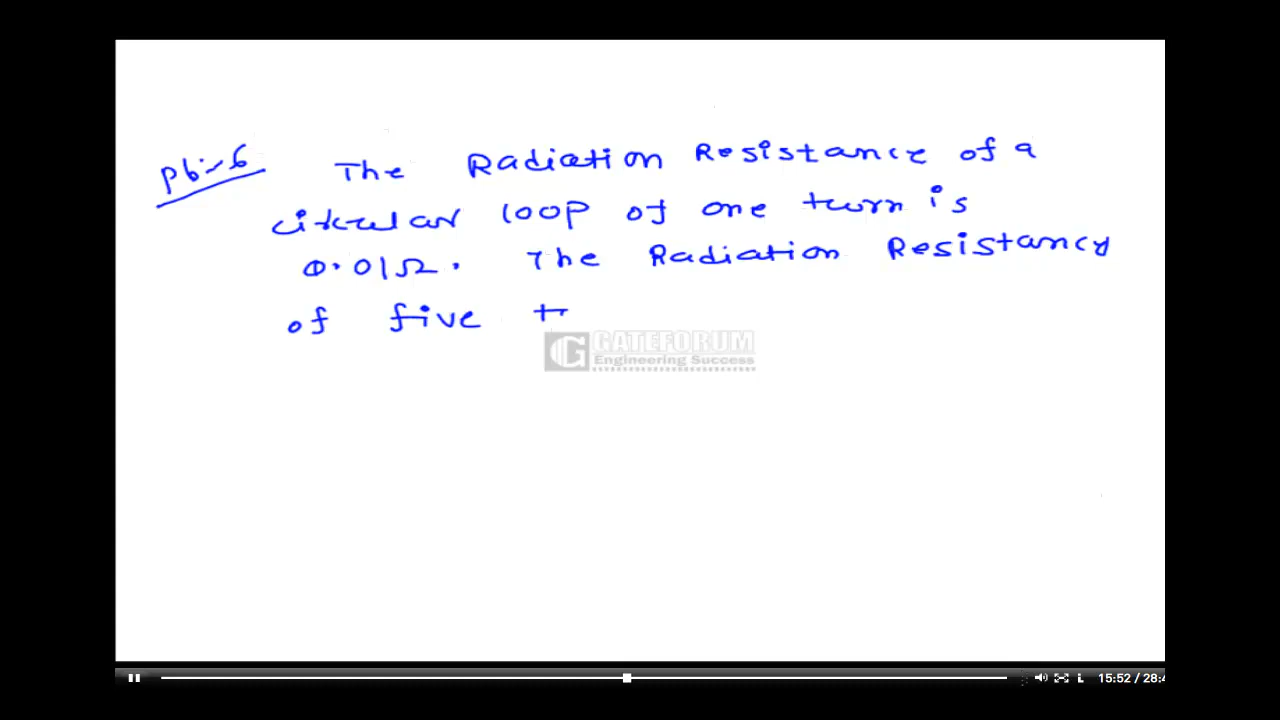 pb:-6 The Radiation Resistance of a
circular loop of one turn is
0.01Ω. The Radiation Resistancy
of five t
GATEFORUM
Engineering Success
15:52 / 28:4